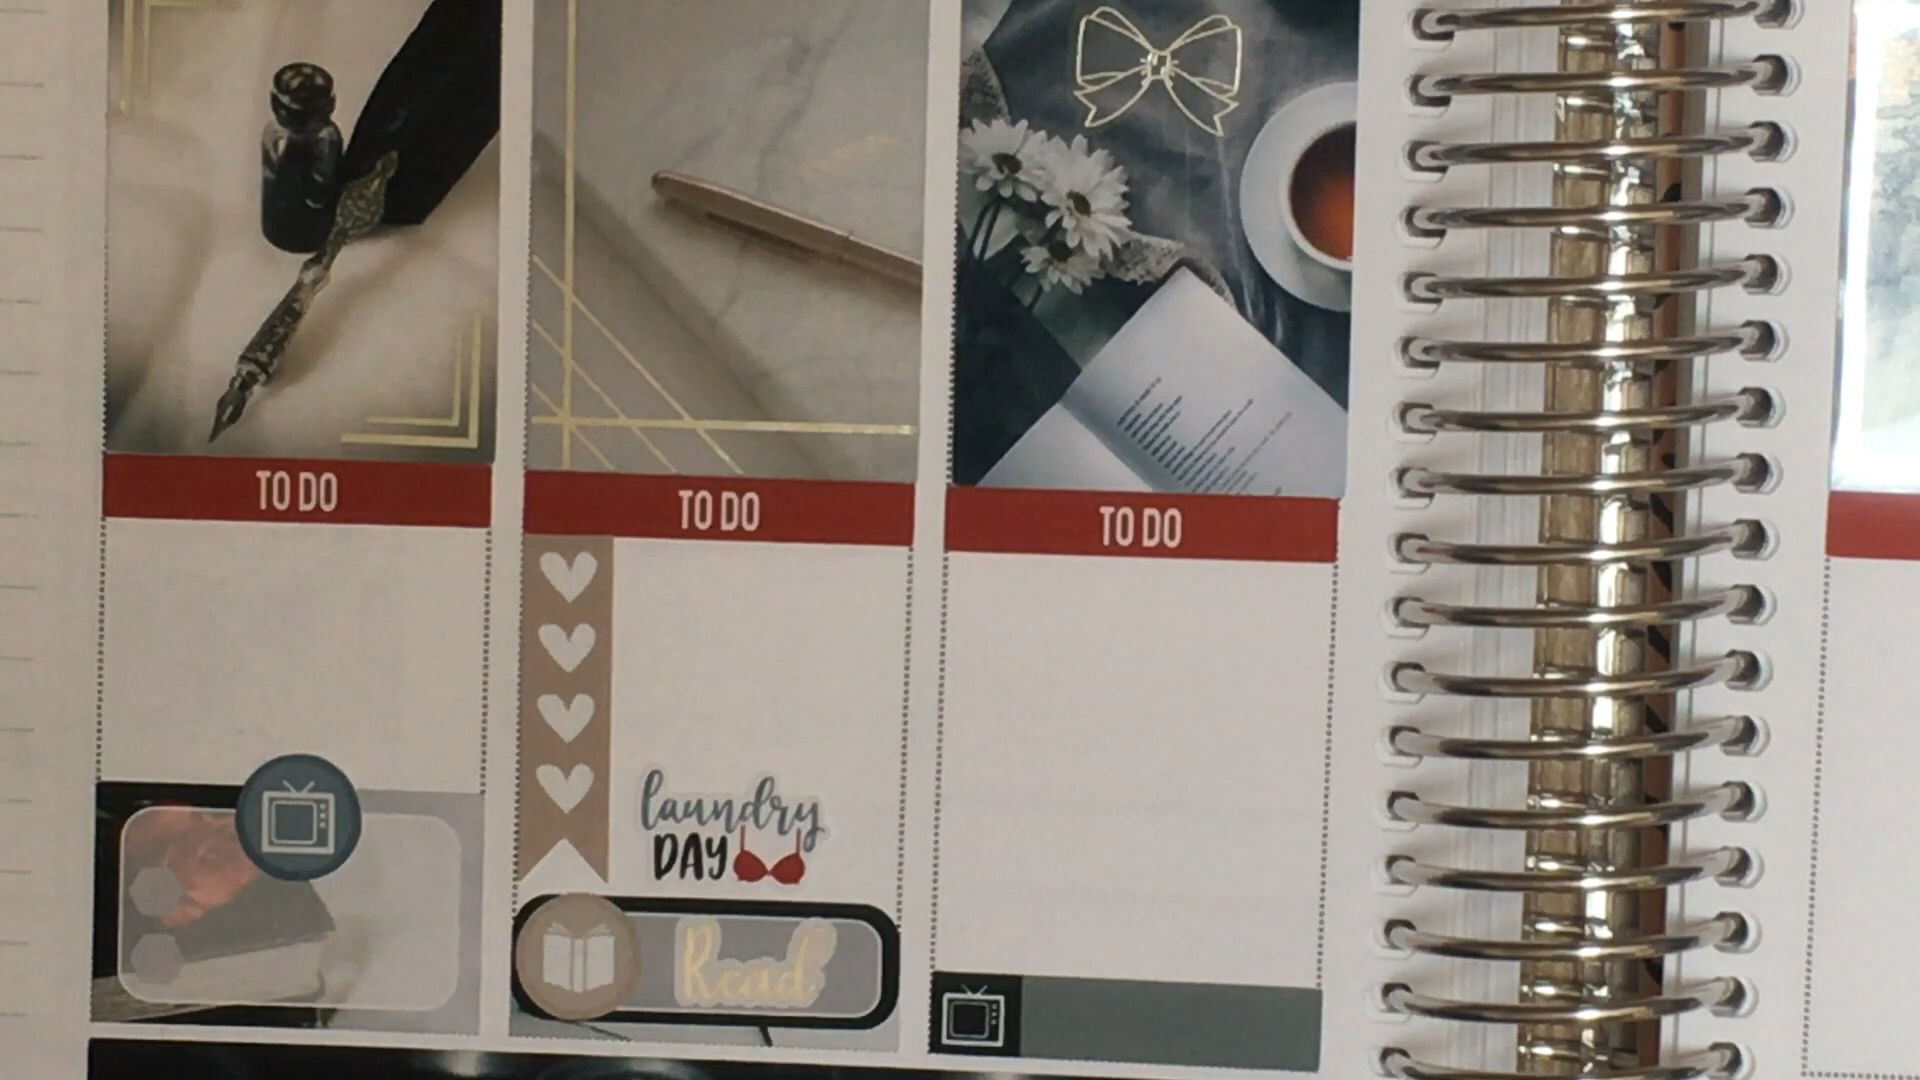 TO DO
TO DO
TO DO
laundry
DAY
Read